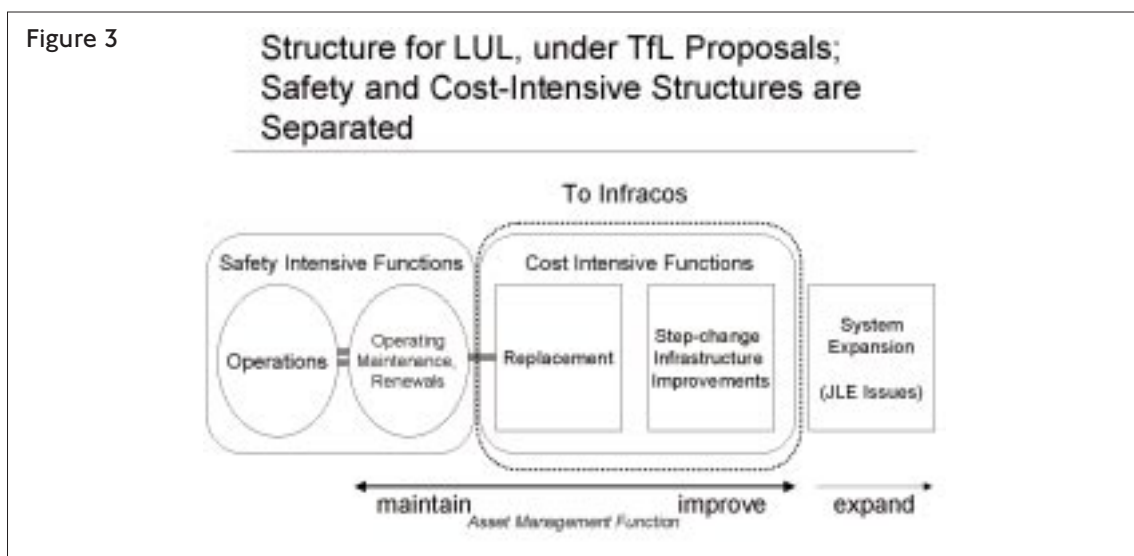 Figure 3
Structure for LUL, under TfL Proposals;
Safety and Cost-Intensive Structures are
Separated
To Infracos
Safety Intensive Functions
Cost Intensive Functions
Operations
Operating
Maintenance,
Renewals
Replacement
Step-change
Infrastructure
Improvements
System
Expansion
(JLE Issues)
maintain
improve
expand
Asset Management Function